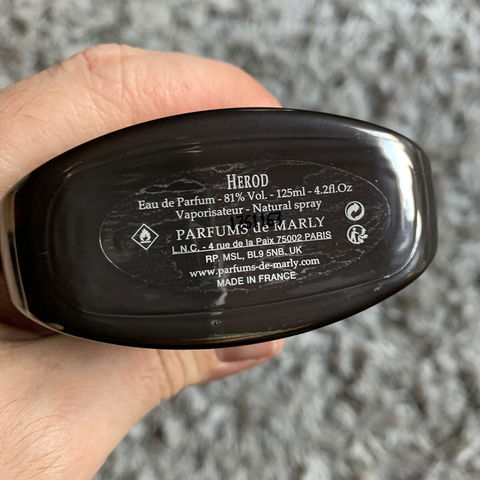 HEROD
Eau de Parfum - 81% Vol. - 125ml - 4.2fl.Oz
Vaporisateur - Natural spray
PARFUMS de MARLY
L.N.C. - 4 rue de la Paix 75002 PARIS
RP. MSL, BL9 5NB, UK
www.parfums-de-marly.com
MADE IN FRANCE